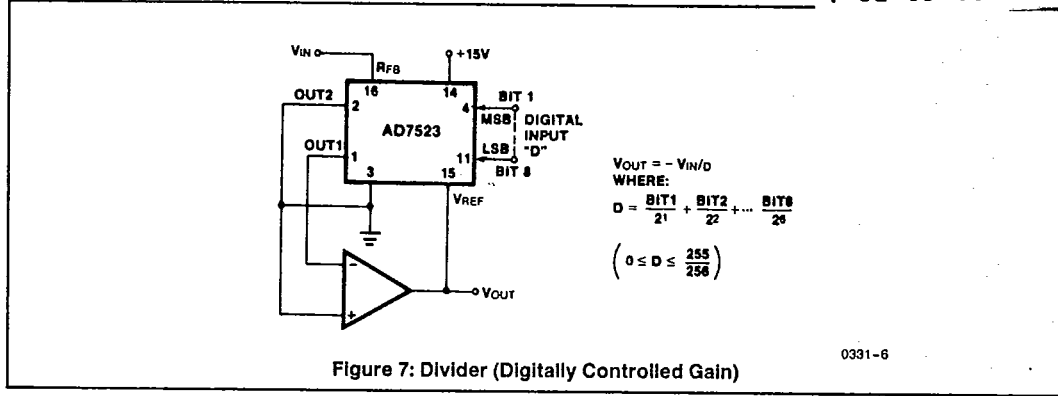 VIN
+15V
RFB
16
14
OUT2
2
4
BIT 1
MSB
DIGITAL
INPUT
"D"
AD7523
OUT1
1
LSB
11
BIT 8
3
15
VREF
VOUT = – VIN/D
WHERE:
D = BIT1/2¹ + BIT2/2² + ··· BIT8/2⁸
( 0 ≤ D ≤ 255/256 )
–
+
VOUT
0331-6
Figure 7: Divider (Digitally Controlled Gain)